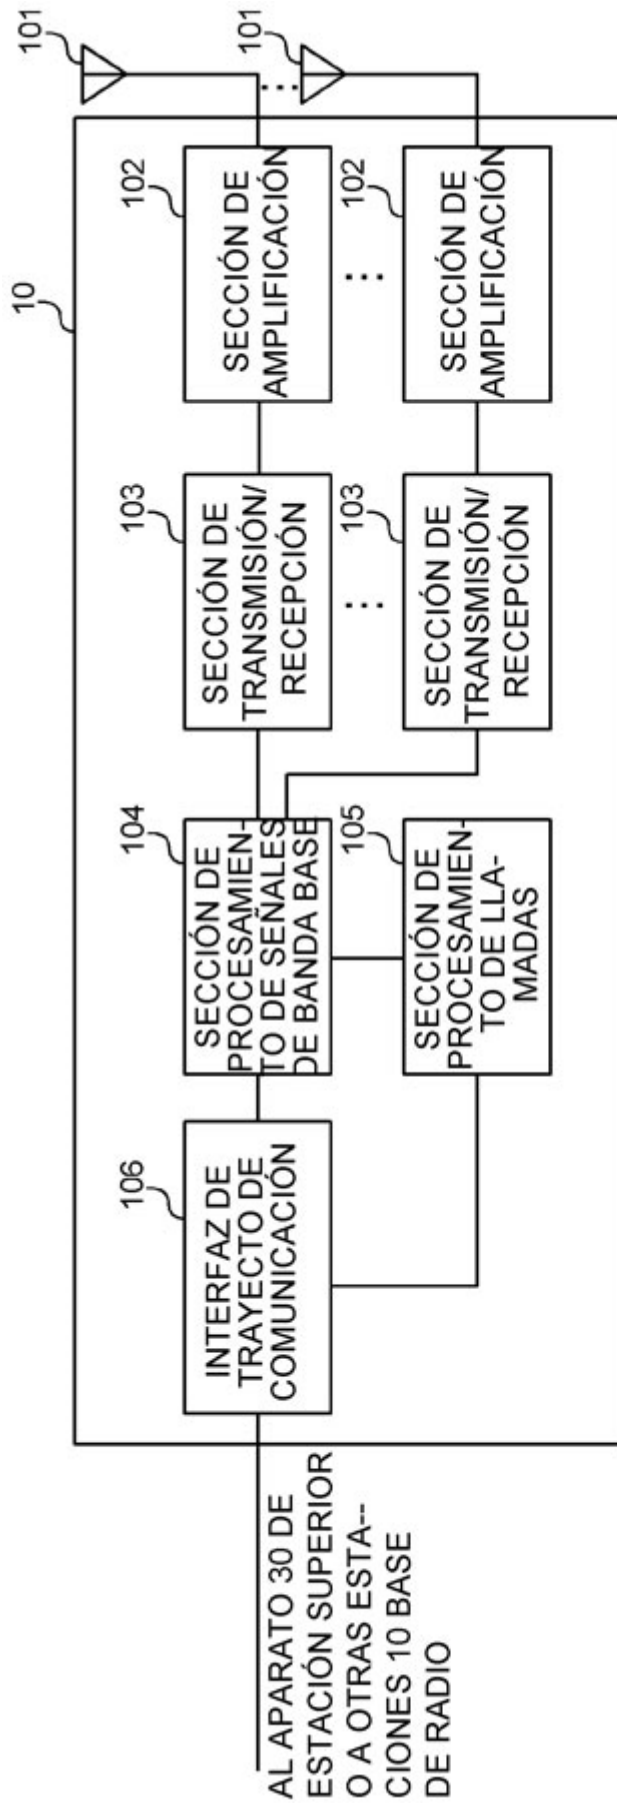 10
101
101
102
SECCIÓN DE
AMPLIFICACIÓN
102
SECCIÓN DE
AMPLIFICACIÓN
103
SECCIÓN DE
TRANSMISIÓN/
RECEPCIÓN
103
SECCIÓN DE
TRANSMISIÓN/
RECEPCIÓN
104
SECCIÓN DE
PROCESAMIEN-
TO DE SEÑALES
DE BANDA BASE
105
SECCIÓN DE
PROCESAMIEN-
TO DE LLA-
MADAS
106
INTERFAZ DE
TRAYECTO DE
COMUNICACIÓN
AL APARATO 30 DE
ESTACIÓN SUPERIOR
O A OTRAS ESTA--
CIONES 10 BASE
DE RADIO